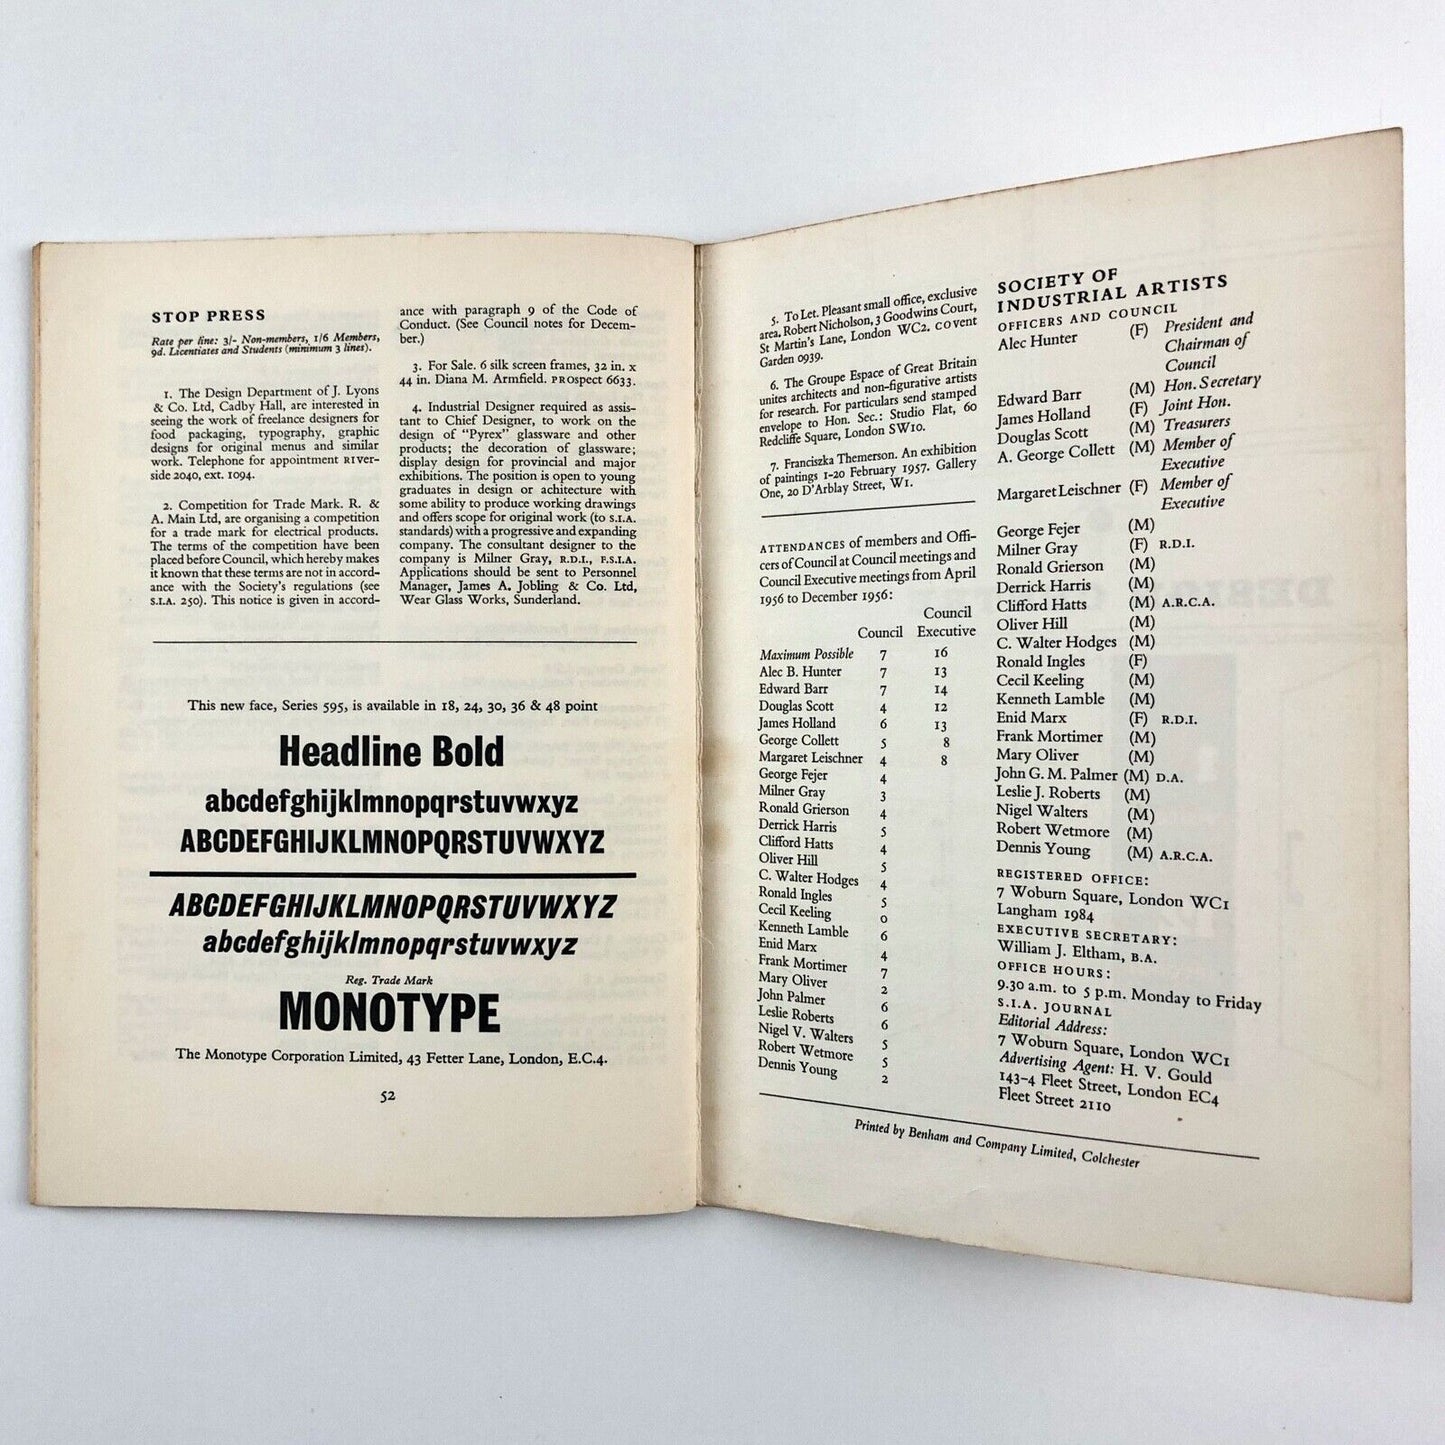 STOP PRESS
Rate per line: 3/- Non-members, 1/6 Members,
9d. Licentiates and Students (minimum 3 lines).
1. The Design Department of J. Lyons
& Co. Ltd, Cadby Hall, are interested in
seeing the work of freelance designers for
food packaging, typography, graphic
designs for original menus and similar
work. Telephone for appointment RIVer-
side 2040, ext. 1094.
2. Competition for Trade Mark. R. &
A. Main Ltd, are organising a competition
for a trade mark for electrical products.
The terms of the competition have been
placed before Council, which hereby makes
it known that these terms are not in accord-
ance with the Society's regulations (see
S.I.A. 250). This notice is given in accord-
ance with paragraph 9 of the Code of
Conduct. (See Council notes for Decem-
ber.)
3. For Sale. 6 silk screen frames, 32 in. x
44 in. Diana M. Armfield. PROspect 6633.
4. Industrial Designer required as assis-
tant to Chief Designer, to work on the
design of "Pyrex" glassware and other
products; the decoration of glassware;
display design for provincial and major
exhibitions. The position is open to young
graduates in design or achitecture with
some ability to produce working drawings
and offers scope for original work (to S.I.A.
standards) with a progressive and expanding
company. The consultant designer to the
company is Milner Gray, R.D.I., F.S.I.A.
Applications should be sent to Personnel
Manager, James A. Jobling & Co. Ltd,
Wear Glass Works, Sunderland.
This new face, Series 595, is available in 18, 24, 30, 36 & 48 point
Headline Bold
abcdefghijklmnopqrstuvwxyz
ABCDEFGHIJKLMNOPQRSTUVWXYZ
ABCDEFGHIJKLMNOPQRSTUVWXYZ
abcdefghijklmnopqrstuvwxyz
Reg. Trade Mark
MONOTYPE
The Monotype Corporation Limited, 43 Fetter Lane, London, E.C.4.
52
5. To Let. Pleasant small office, exclusive
area. Robert Nicholson, 3 Goodwins Court,
St Martin's Lane, London WC2. COVent
Garden 0939.
6. The Groupe Espace of Great Britain
unites architects and non-figurative artists
for research. For particulars send stamped
envelope to Hon. Sec.: Studio Flat, 60
Redcliffe Square, London SW10.
7. Franciszka Themerson. An exhibition
of paintings 1-20 February 1957. Gallery
One, 20 D'Arblay Street, W1.
ATTENDANCES of members and Offi-
cers of Council at Council meetings and
Council Executive meetings from April
1956 to December 1956:
Council
Council Executive
Maximum Possible 7 16
Alec B. Hunter 7 13
Edward Barr 7 14
Douglas Scott 4 12
James Holland 6 13
George Collett 5 8
Margaret Leischner 4 8
George Fejer 4
Milner Gray 3
Ronald Grierson 4
Derrick Harris 5
Clifford Hatts 4
Oliver Hill 5
C. Walter Hodges 4
Ronald Ingles 5
Cecil Keeling 0
Kenneth Lamble 6
Enid Marx 4
Frank Mortimer 7
Mary Oliver 2
John Palmer 6
Leslie Roberts 6
Nigel V. Walters 5
Robert Wetmore 5
Dennis Young 2
SOCIETY OF
INDUSTRIAL ARTISTS
OFFICERS AND COUNCIL
Alec Hunter (F) President and
Chairman of
Council
Edward Barr (M) Hon. Secretary
James Holland (F) Joint Hon.
Douglas Scott (M) Treasurers
A. George Collett (M) Member of
Executive
Margaret Leischner (F) Member of
Executive
George Fejer (M)
Milner Gray (F) R.D.I.
Ronald Grierson (M)
Derrick Harris (M)
Clifford Hatts (M) A.R.C.A.
Oliver Hill (M)
C. Walter Hodges (M)
Ronald Ingles (F)
Cecil Keeling (M)
Kenneth Lamble (M)
Enid Marx (F) R.D.I.
Frank Mortimer (M)
Mary Oliver (M)
John G. M. Palmer (M) D.A.
Leslie J. Roberts (M)
Nigel Walters (M)
Robert Wetmore (M)
Dennis Young (M) A.R.C.A.
REGISTERED OFFICE:
7 Woburn Square, London WC1
Langham 1984
EXECUTIVE SECRETARY:
William J. Eltham, B.A.
OFFICE HOURS:
9.30 a.m. to 5 p.m. Monday to Friday
S.I.A. JOURNAL
Editorial Address:
7 Woburn Square, London WC1
Advertising Agent: H. V. Gould
143-4 Fleet Street, London EC4
Fleet Street 2110
Printed by Benham and Company Limited, Colchester